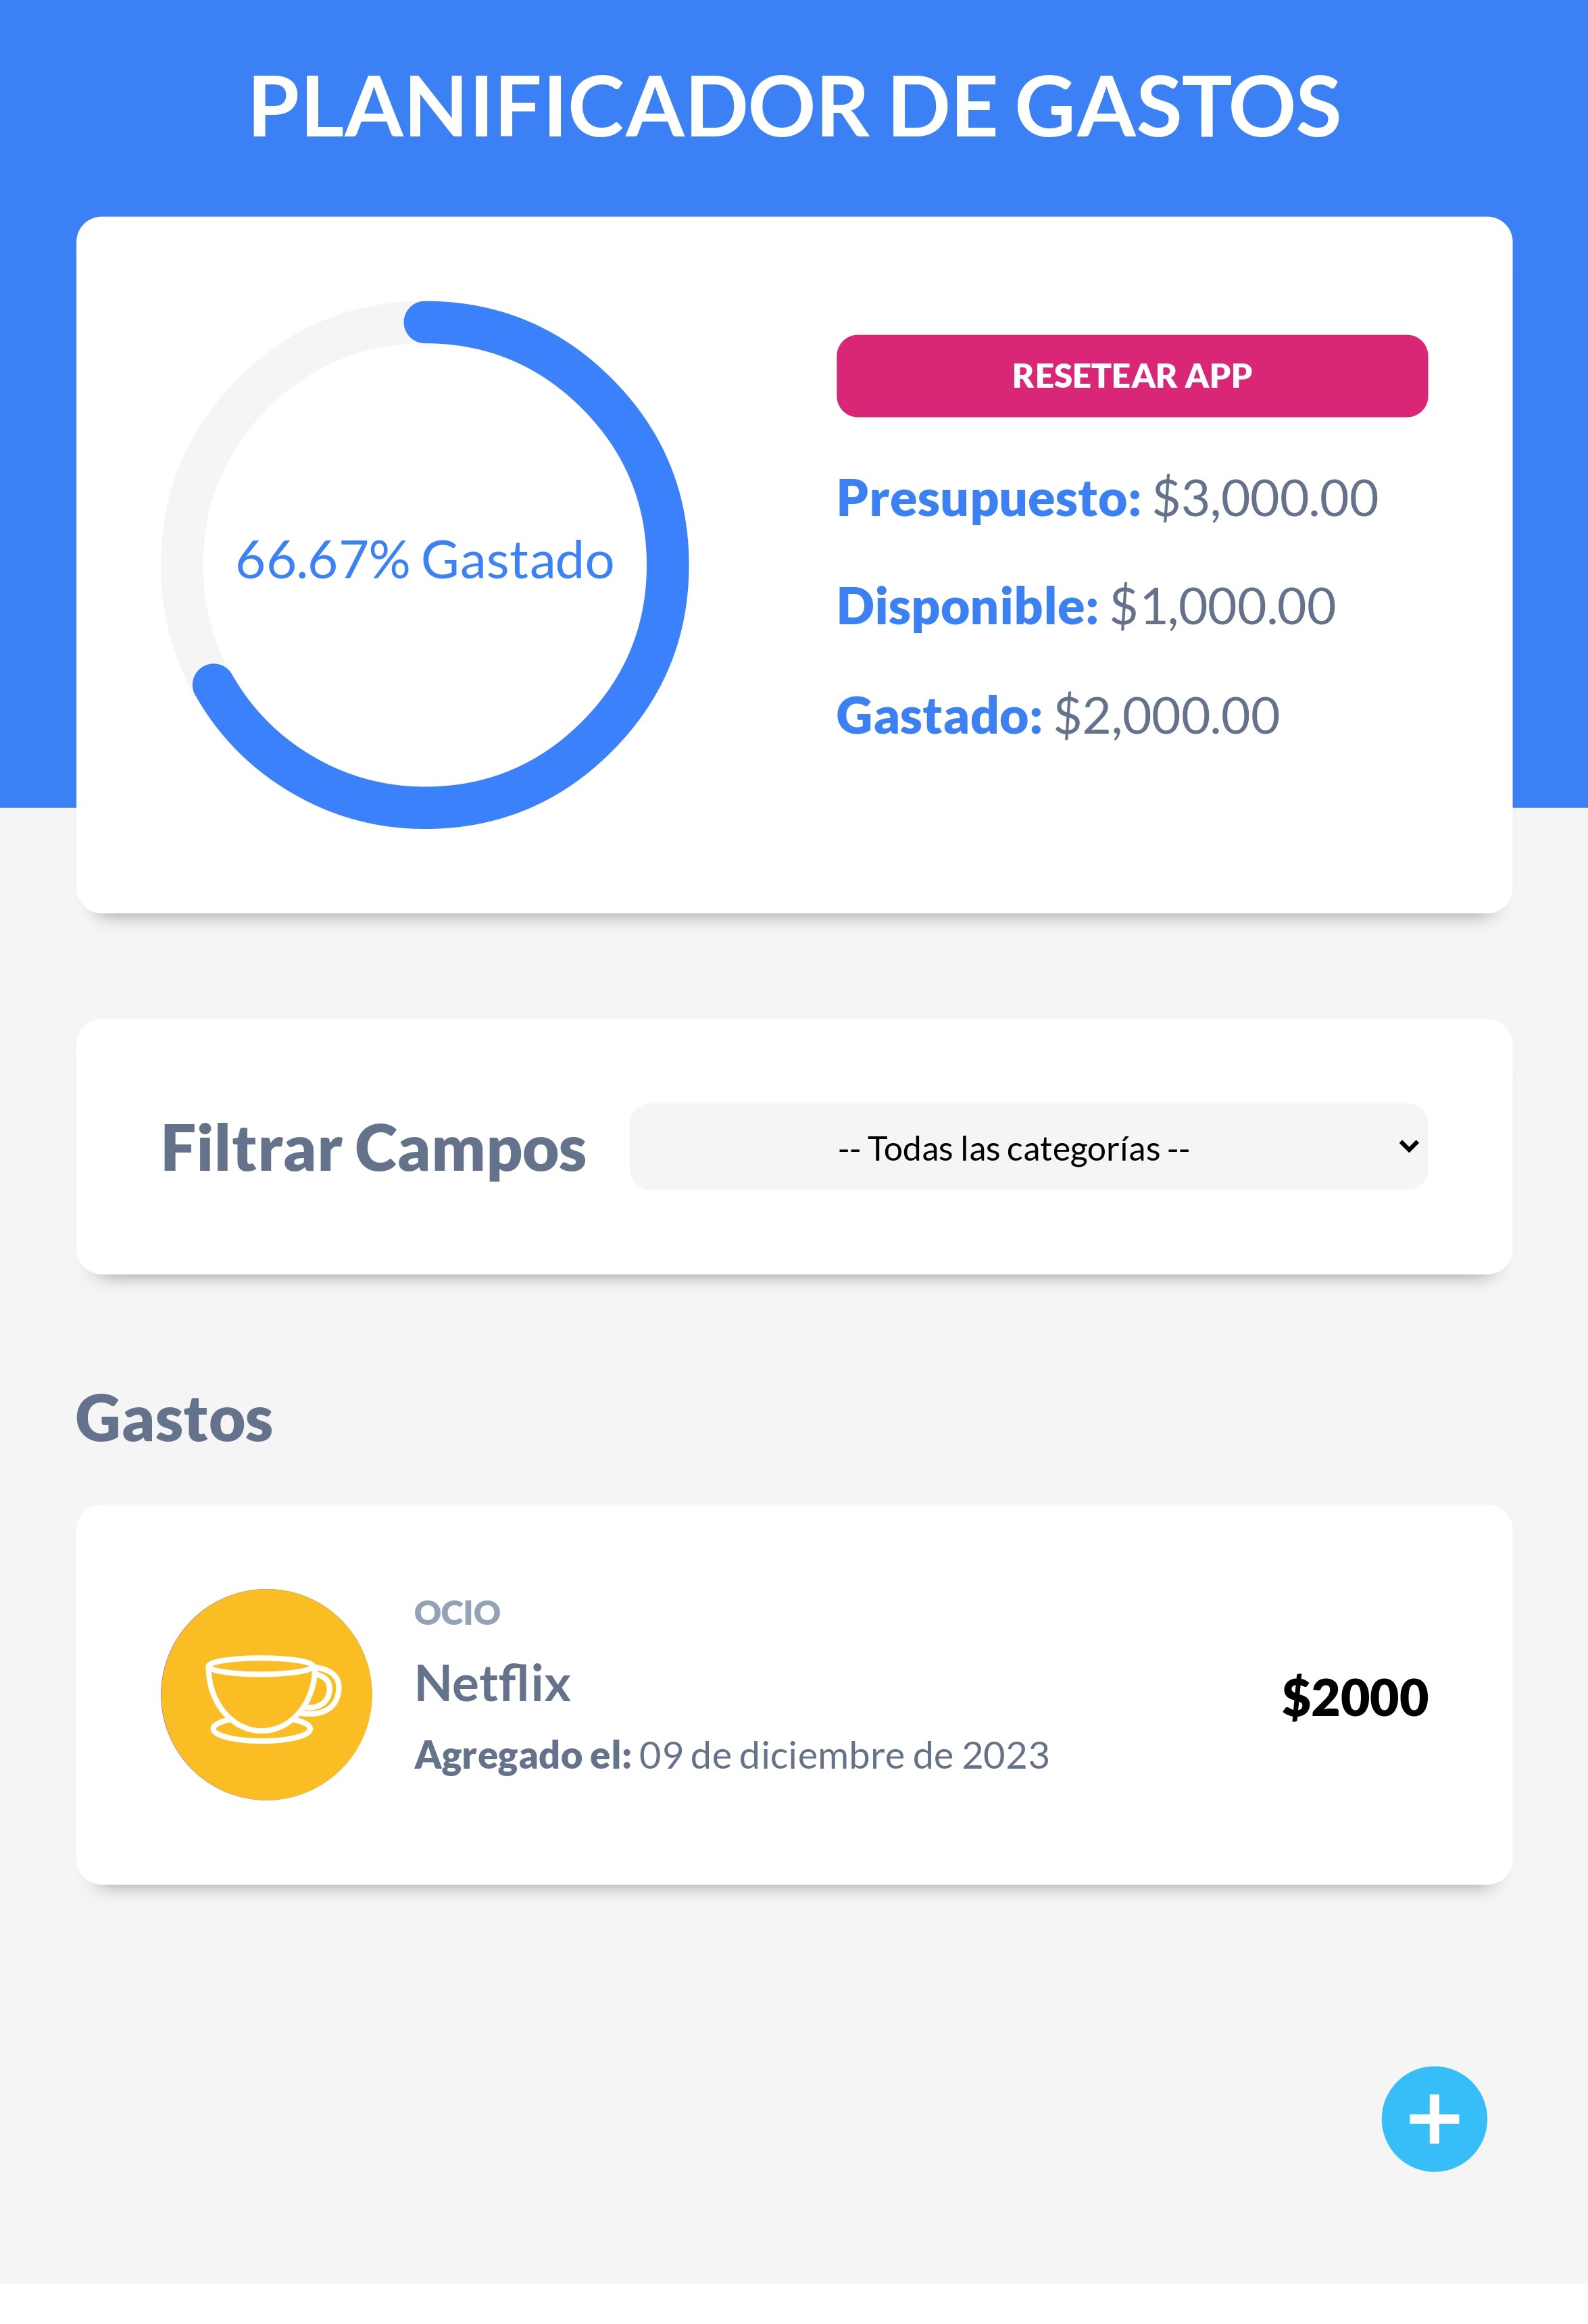 PLANIFICADOR DE GASTOS
66.67% Gastado
RESETEAR APP
Presupuesto: $3,000.00
Disponible: $1,000.00
Gastado: $2,000.00
Filtrar Campos
-- Todas las categorías --
Gastos
OCIO
Netflix
Agregado el: 09 de diciembre de 2023
$2000